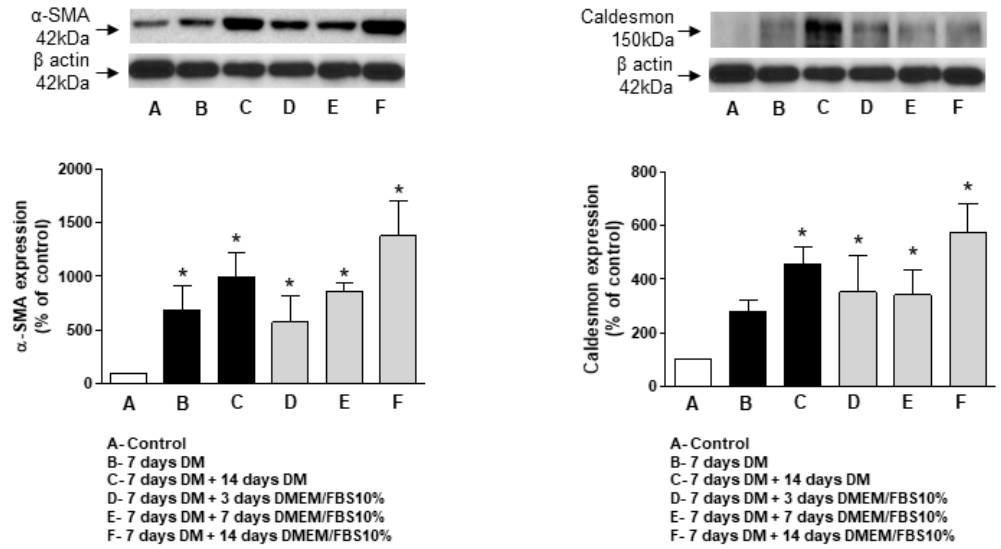 α-SMA
42kDa
β actin
42kDa
A B C D E F
α-SMA expression
(% of control)
2000
1500
1000
500
0
* * * * *
A B C D E F
A- Control
B- 7 days DM
C- 7 days DM + 14 days DM
D- 7 days DM + 3 days DMEM/FBS10%
E- 7 days DM + 7 days DMEM/FBS10%
F- 7 days DM + 14 days DMEM/FBS10%
Caldesmon
150kDa
β actin
42kDa
A B C D E F
Caldesmon expression
(% of control)
800
600
400
200
0
* * * *
A B C D E F
A- Control
B- 7 days DM
C- 7 days DM + 14 days DM
D- 7 days DM + 3 days DMEM/FBS10%
E- 7 days DM + 7 days DMEM/FBS10%
F- 7 days DM + 14 days DMEM/FBS10%